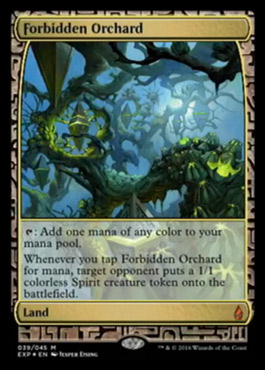 Forbidden Orchard
: Add one mana of any color to your
mana pool.
Whenever you tap Forbidden Orchard
for mana, target opponent puts a 1/1
colorless Spirit creature token onto the
battlefield.
Land
039/045 M
EXP • EN Jesper Ejsing
™ & © 2016 Wizards of the Coast